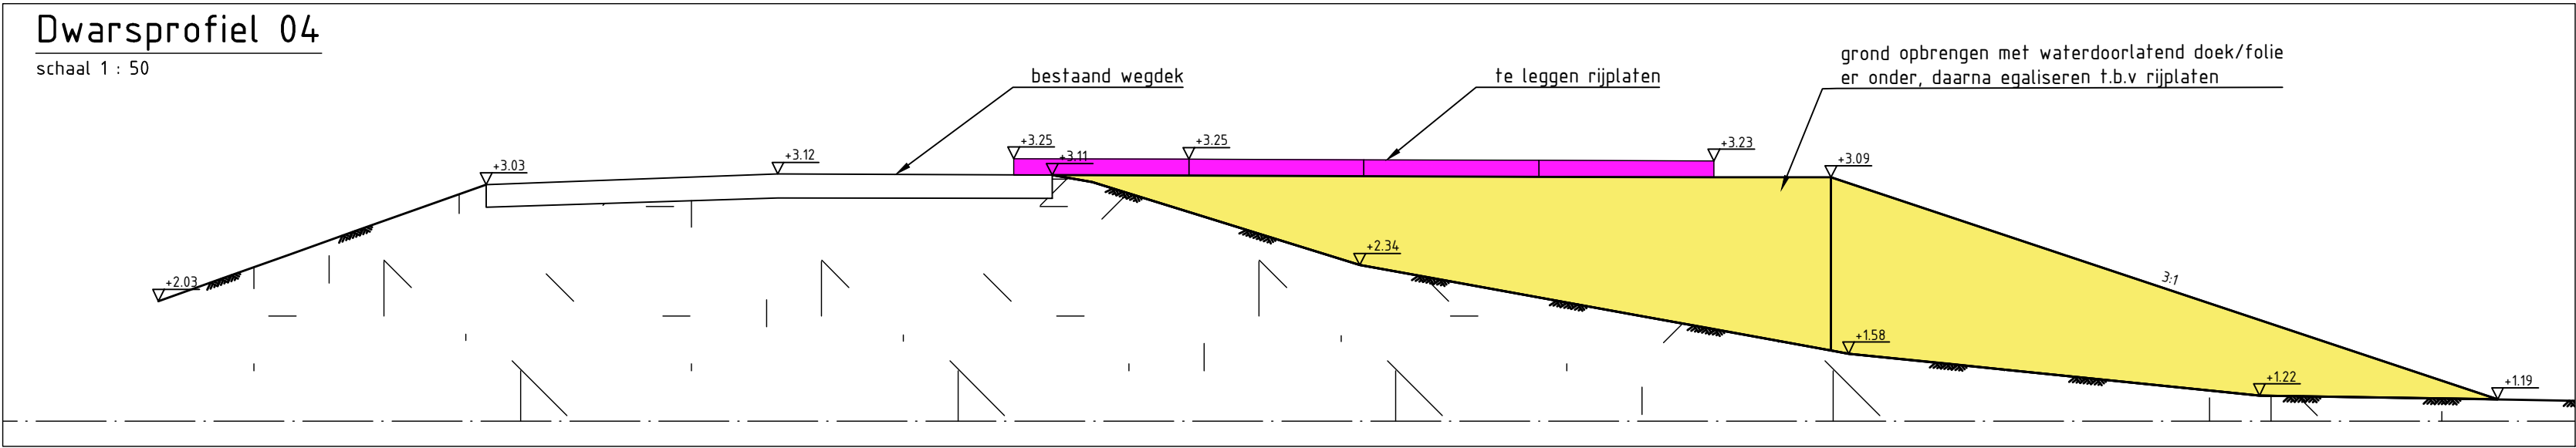 Dwarsprofiel 04
schaal 1 : 50
bestaand wegdek
te leggen rijplaten
grond opbrengen met waterdoorlatend doek/folie
er onder, daarna egaliseren t.b.v rijplaten
+2.03
+3.03
+3.12
+3.25
+3.11
+3.25
+2.34
+3.23
+3.09
+1.58
3:1
+1.22
+1.19